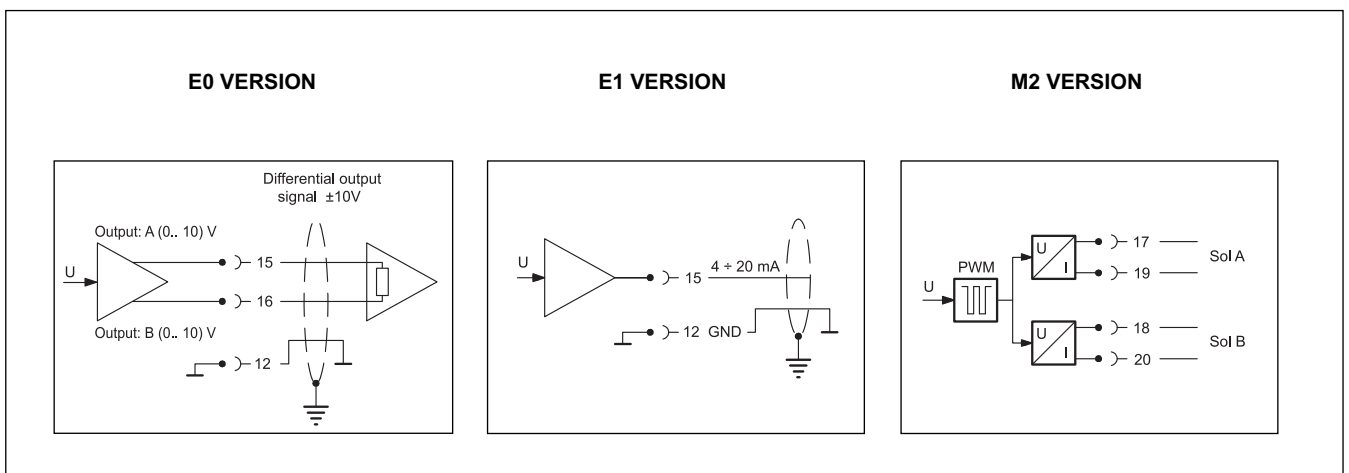 E0 VERSION
E1 VERSION
M2 VERSION
Differential output
signal ±10V
Output: A (0.. 10) V
U
15
16
Output: B (0.. 10) V
12
U
15
4 ÷ 20 mA
12 GND
U
PWM
U
I
17
19
Sol A
U
I
18
20
Sol B